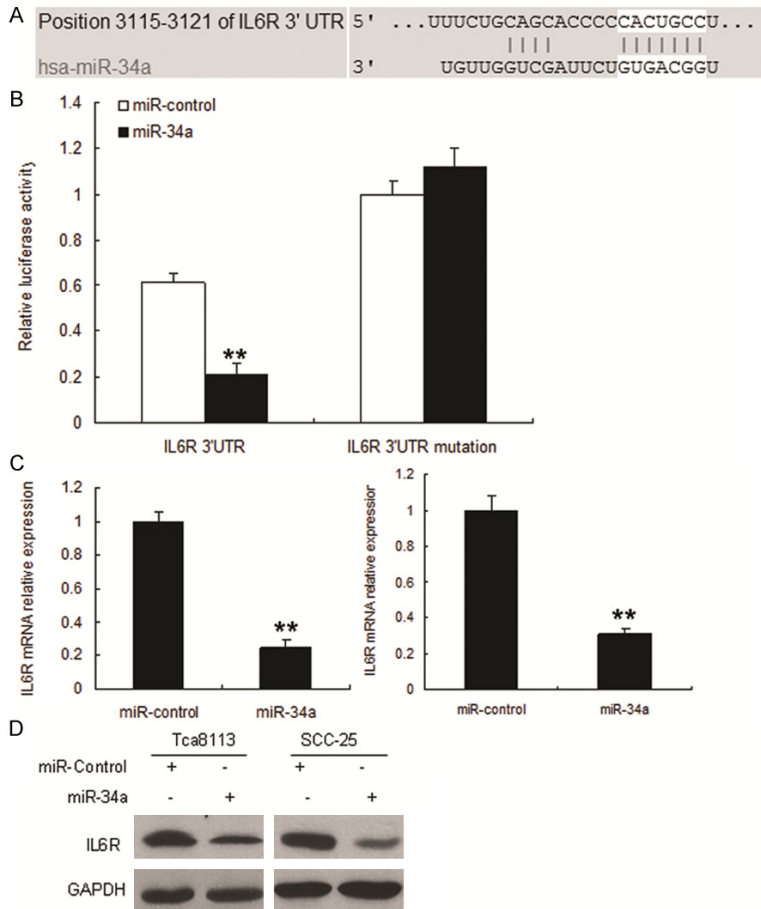 A
Position 3115-3121 of IL6R 3' UTR 5' ...UUUCUGCAGCACCCCCACUGCCU...
hsa-miR-34a 3' UGUUGGUCGAUUCUGUGACGGU
B
Relative luciferase activity
1.4
1.2
1
0.8
0.6
0.4
0.2
0
miR-control
miR-34a
**
IL6R 3'UTR
IL6R 3'UTR mutation
C
IL6R mRNA relative expression
1.2
1
0.8
0.6
0.4
0.2
0
**
miR-control
miR-34a
IL6R mRNA relative expression
1.2
1
0.8
0.6
0.4
0.2
0
**
miR-control
miR-34a
D
Tca8113 SCC-25
miR-Control + - + -
miR-34a - + - +
IL6R
GAPDH